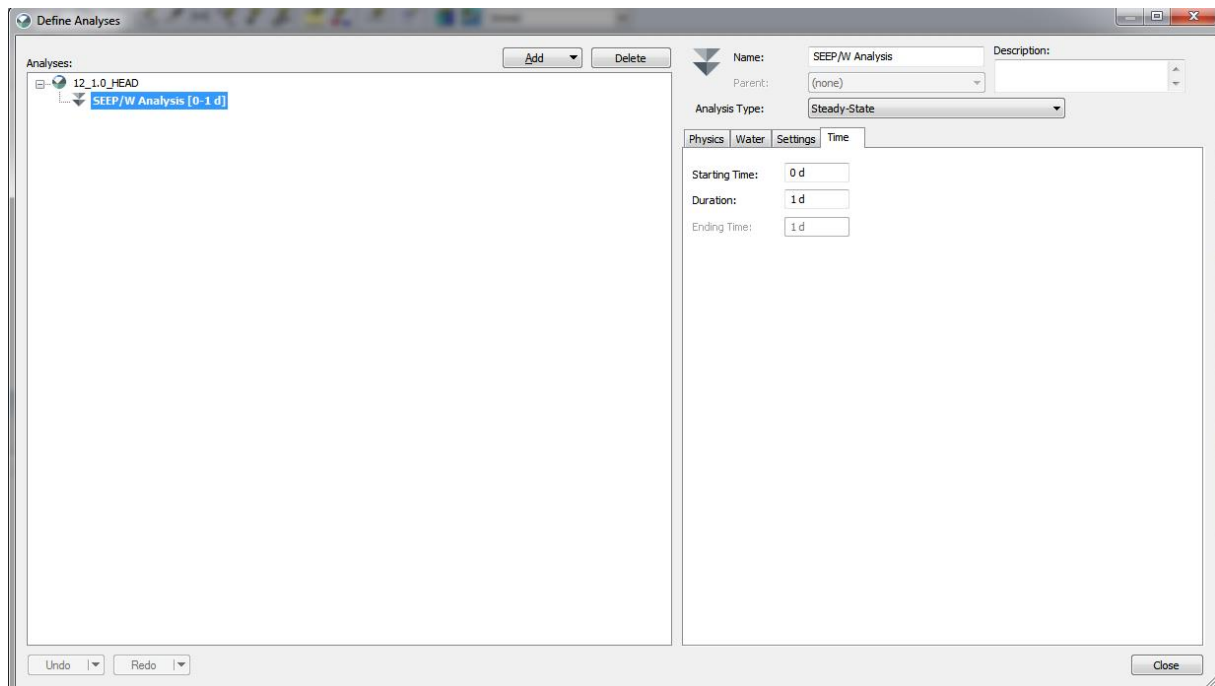 Define Analyses
Analyses:
Add
Delete
12_1.0_HEAD
SEEP/W Analysis [0-1 d]
Name:
SEEP/W Analysis
Description:
Parent:
(none)
Analysis Type:
Steady-State
Physics Water Settings Time
Starting Time:
0 d
Duration:
1 d
Ending Time:
1 d
Undo
Redo
Close